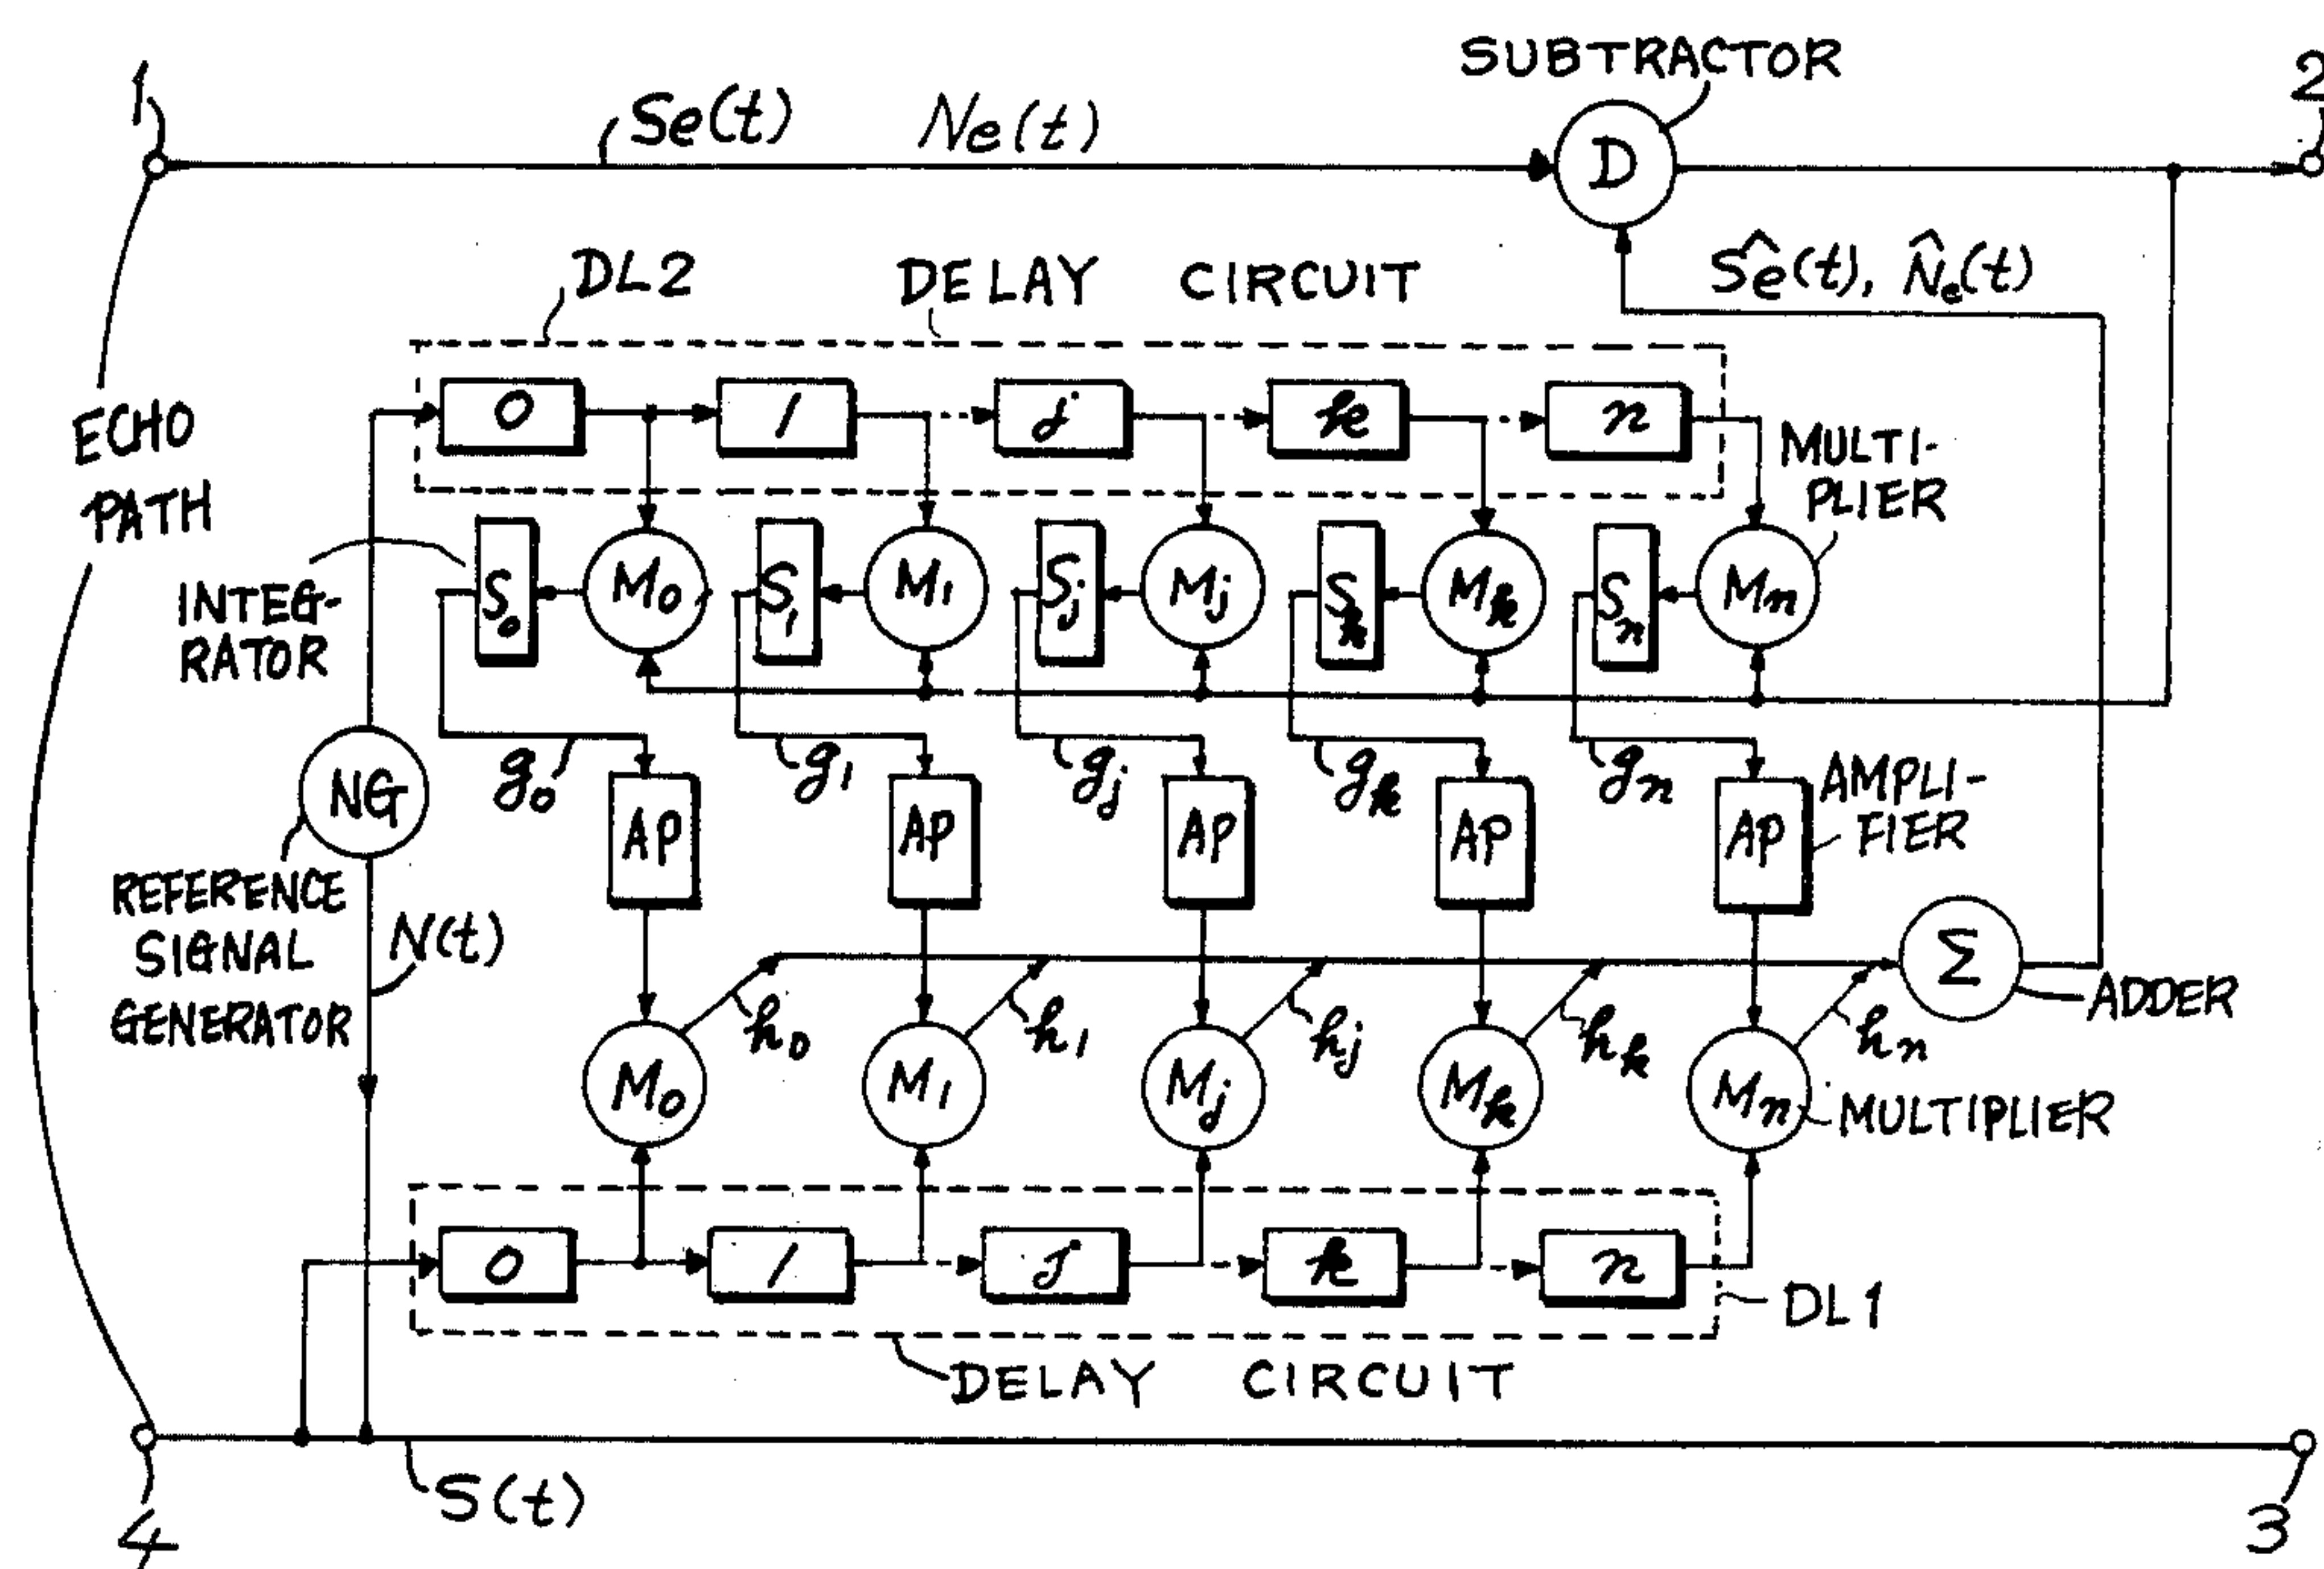 SUBTRACTOR
1
Se(t) Ne(t)
D
2
DL2
DELAY CIRCUIT
Sê(t), N̂e(t)
0 1 j k n
ECHO
PATH
MULTI-
PLIER
INTEG-
RATOR
S0 M0 S1 M1 Sj Mj Sk Mk Sn Mn
NG
g0 g1 gj gk gn
AP AP AP AP AP
AMPLI-
FIER
REFERENCE
SIGNAL
GENERATOR
N(t)
Σ
ADDER
h0 h1 hj hk hn
M0 M1 Mj Mk Mn
MULTIPLIER
0 1 j k n
DL1
DELAY CIRCUIT
S(t)
4
3